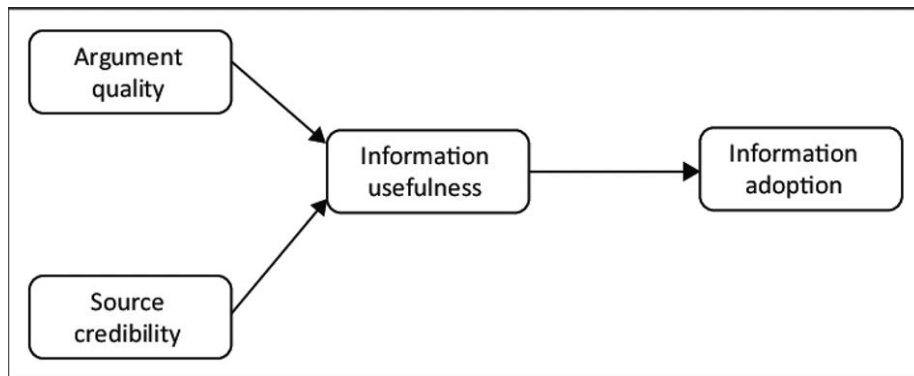 Argument
quality
Information
usefulness
Information
adoption
Source
credibility